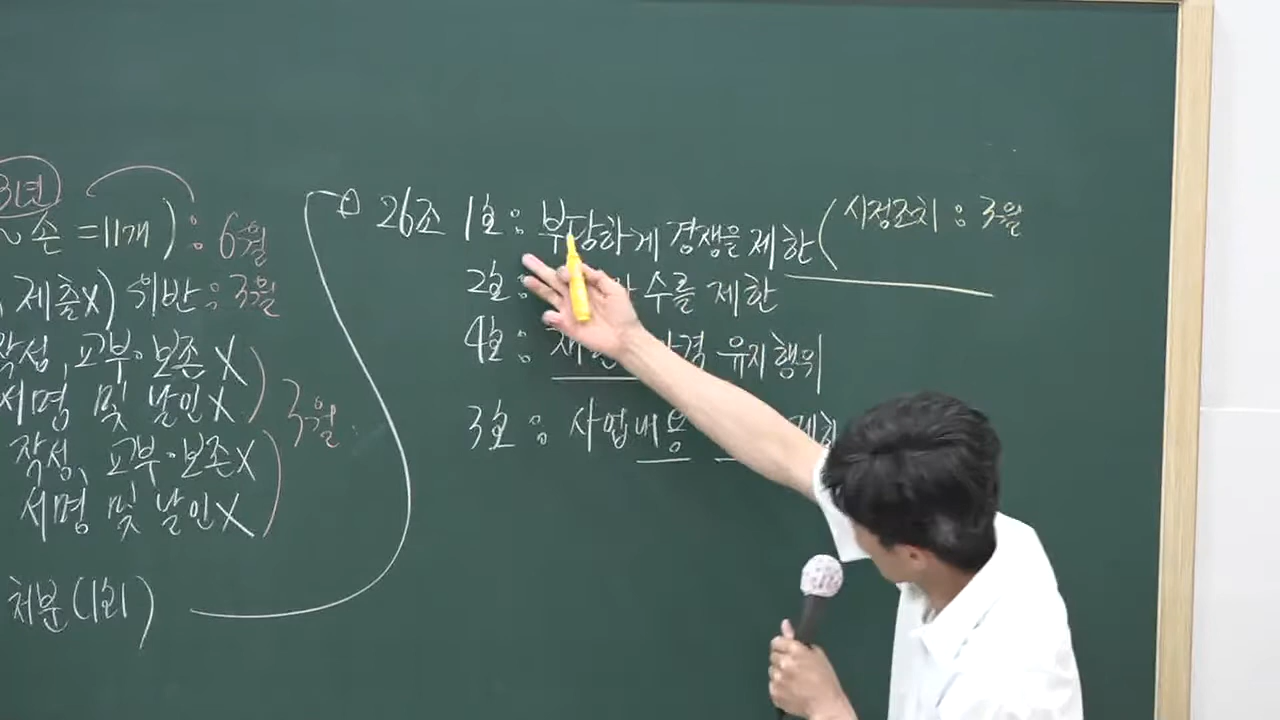 3년
~손 = 11개) : 6월
, 제출X) 위반 : 3월
작성, 교부·보존 X
서명 및 날인 X
3월.
작성, 교부·보존X
서명 및 날인X
처분 (1회)
26조 1호 : 부당하게 경쟁을 제한 (시정조치 : 3월
2호 : 수를 제한
4호 : 유지행위
3호 : 사업내용 제한